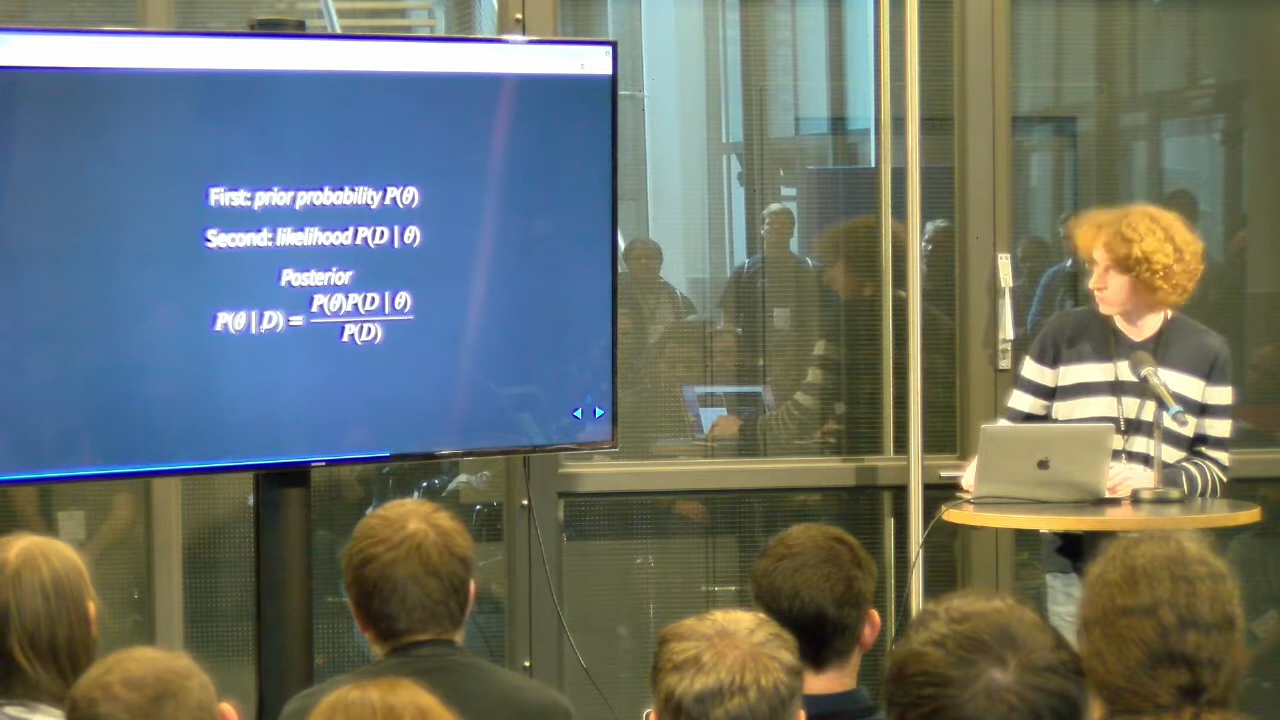 First: prior probability P(θ)
Second: likelihood P(D | θ)
Posterior
P(θ | D) = P(θ)P(D | θ) / P(D)